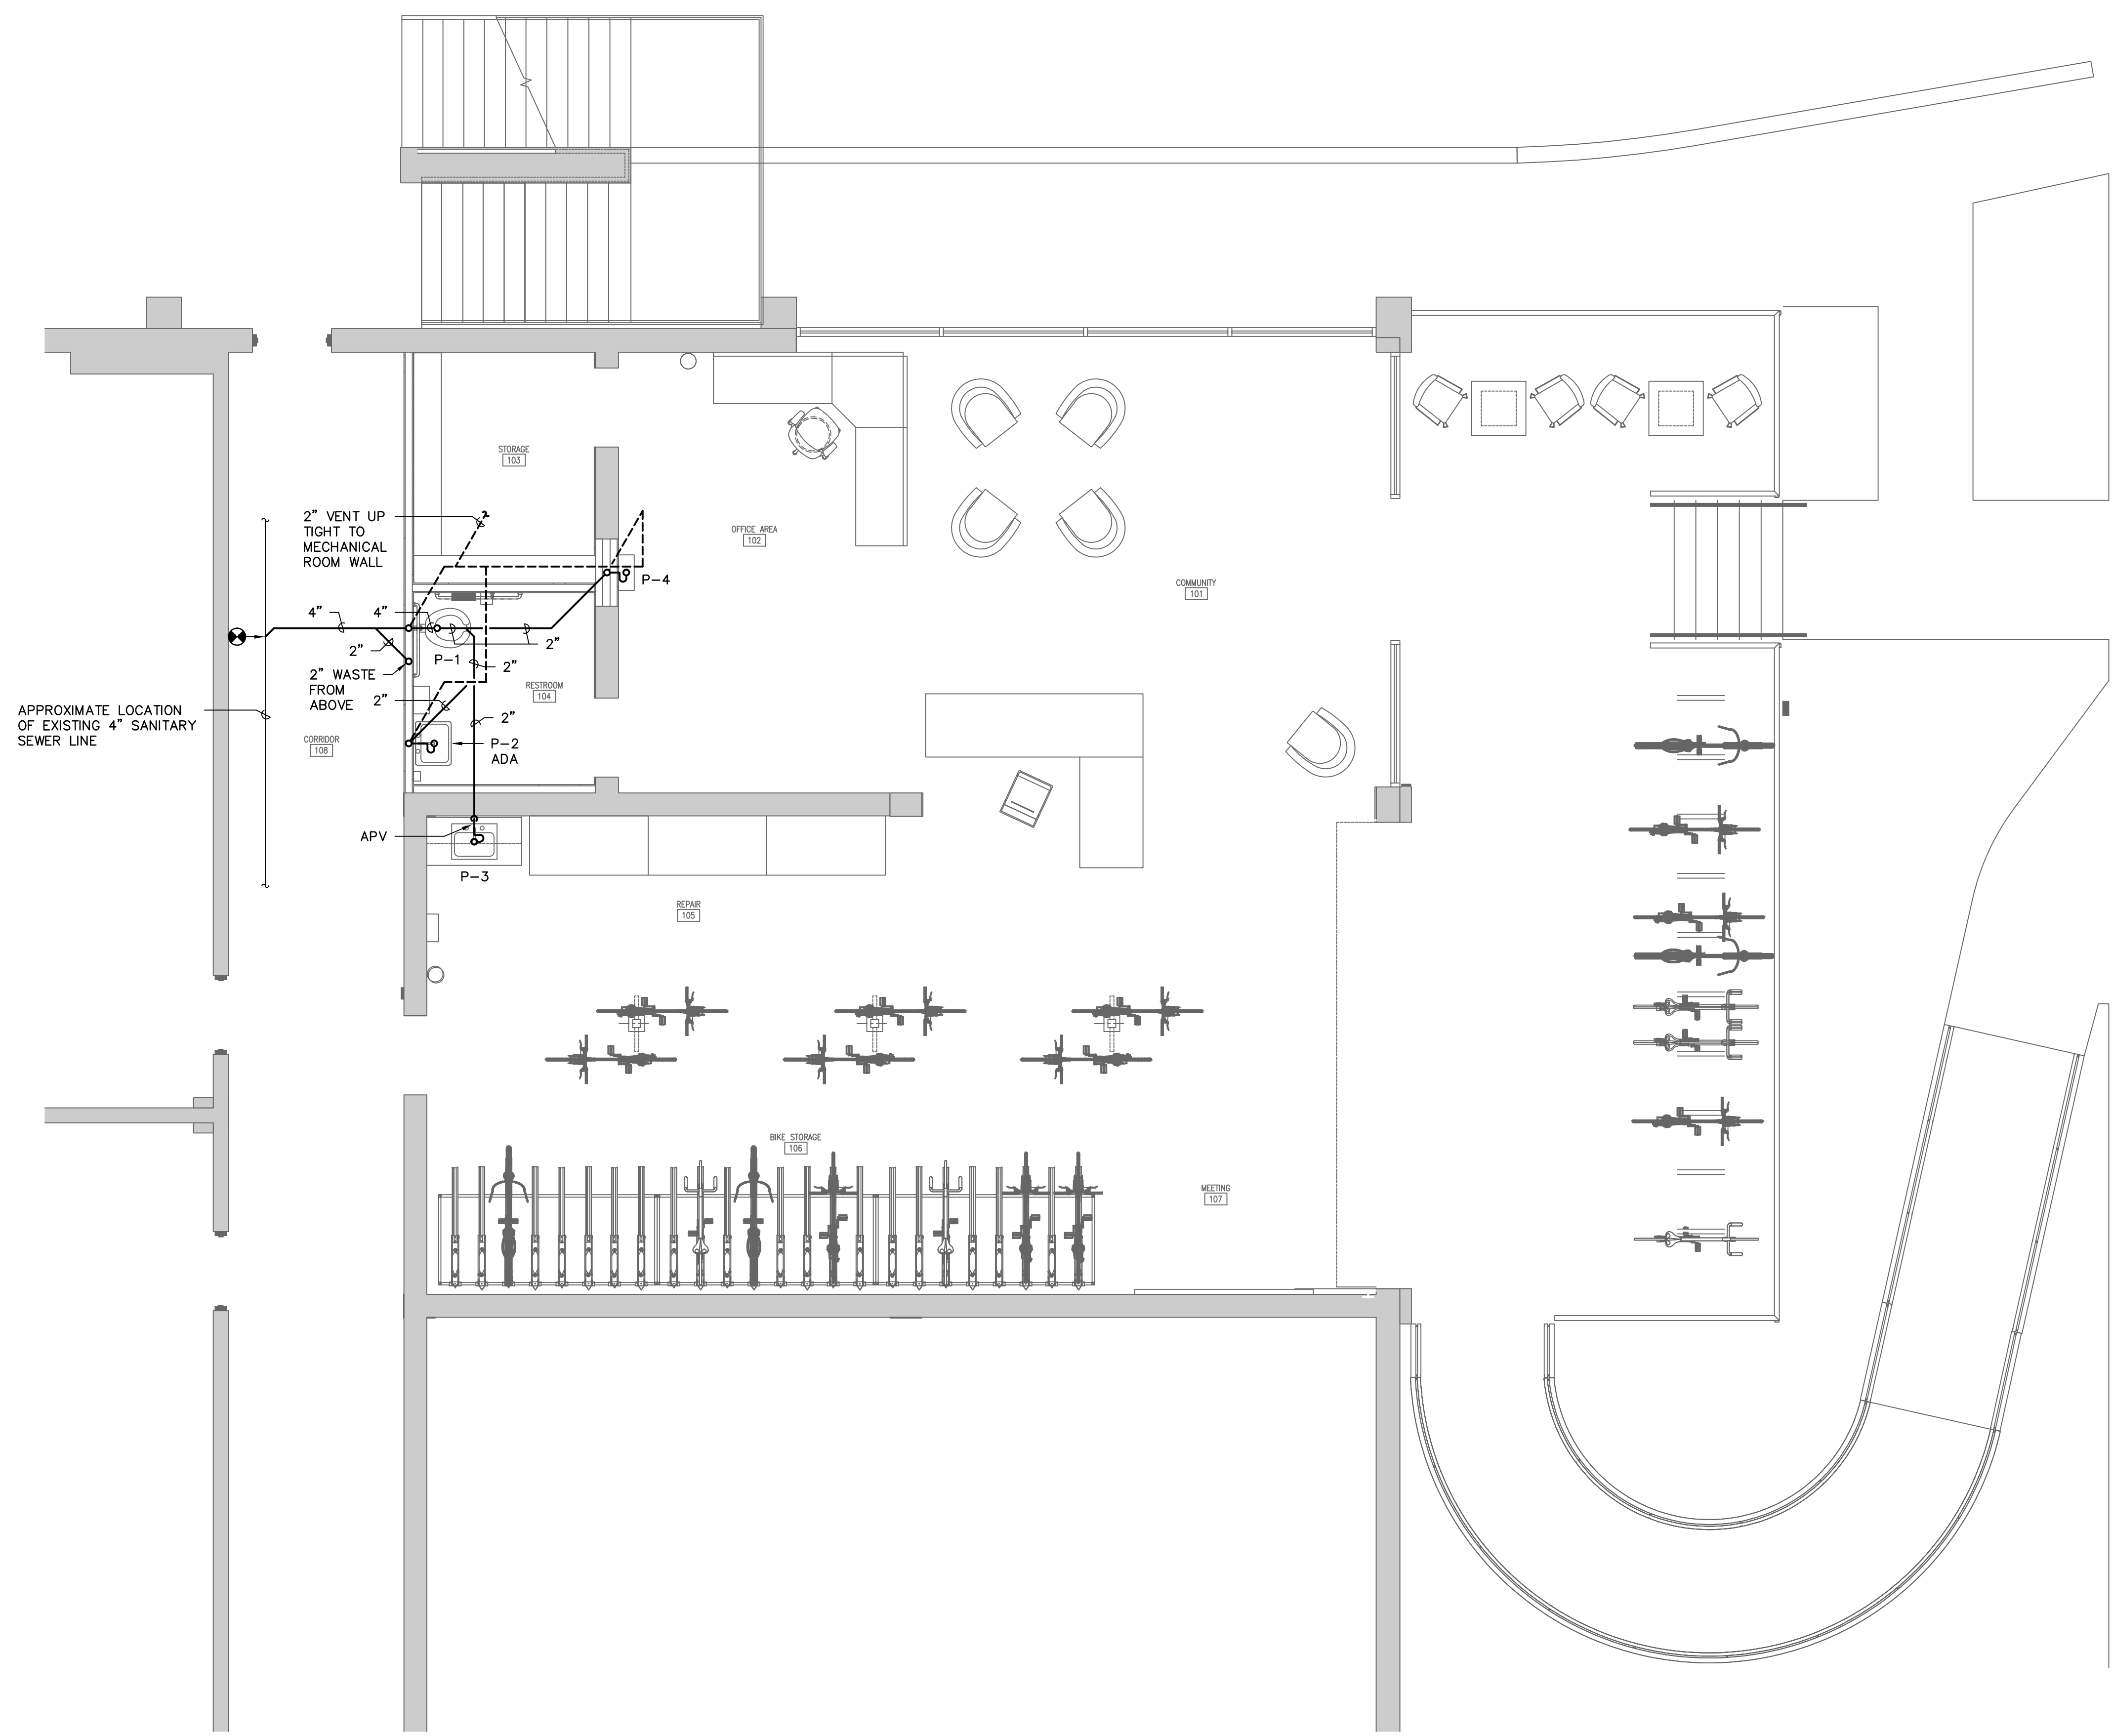 STORAGE
103
2” VENT UP
TIGHT TO
MECHANICAL
ROOM WALL
2
OFFICE AREA
102
P-4
COMMUNITY
101
4”
4”
2”
2”
P-1
2”
2” WASTE
FROM
ABOVE
2”
RESTROOM
104
APPROXIMATE LOCATION
OF EXISTING 4” SANITARY
SEWER LINE
2”
CORRIDOR
108
P-2
ADA
APV
P-3
REPAIR
105
BIKE STORAGE
106
MEETING
107